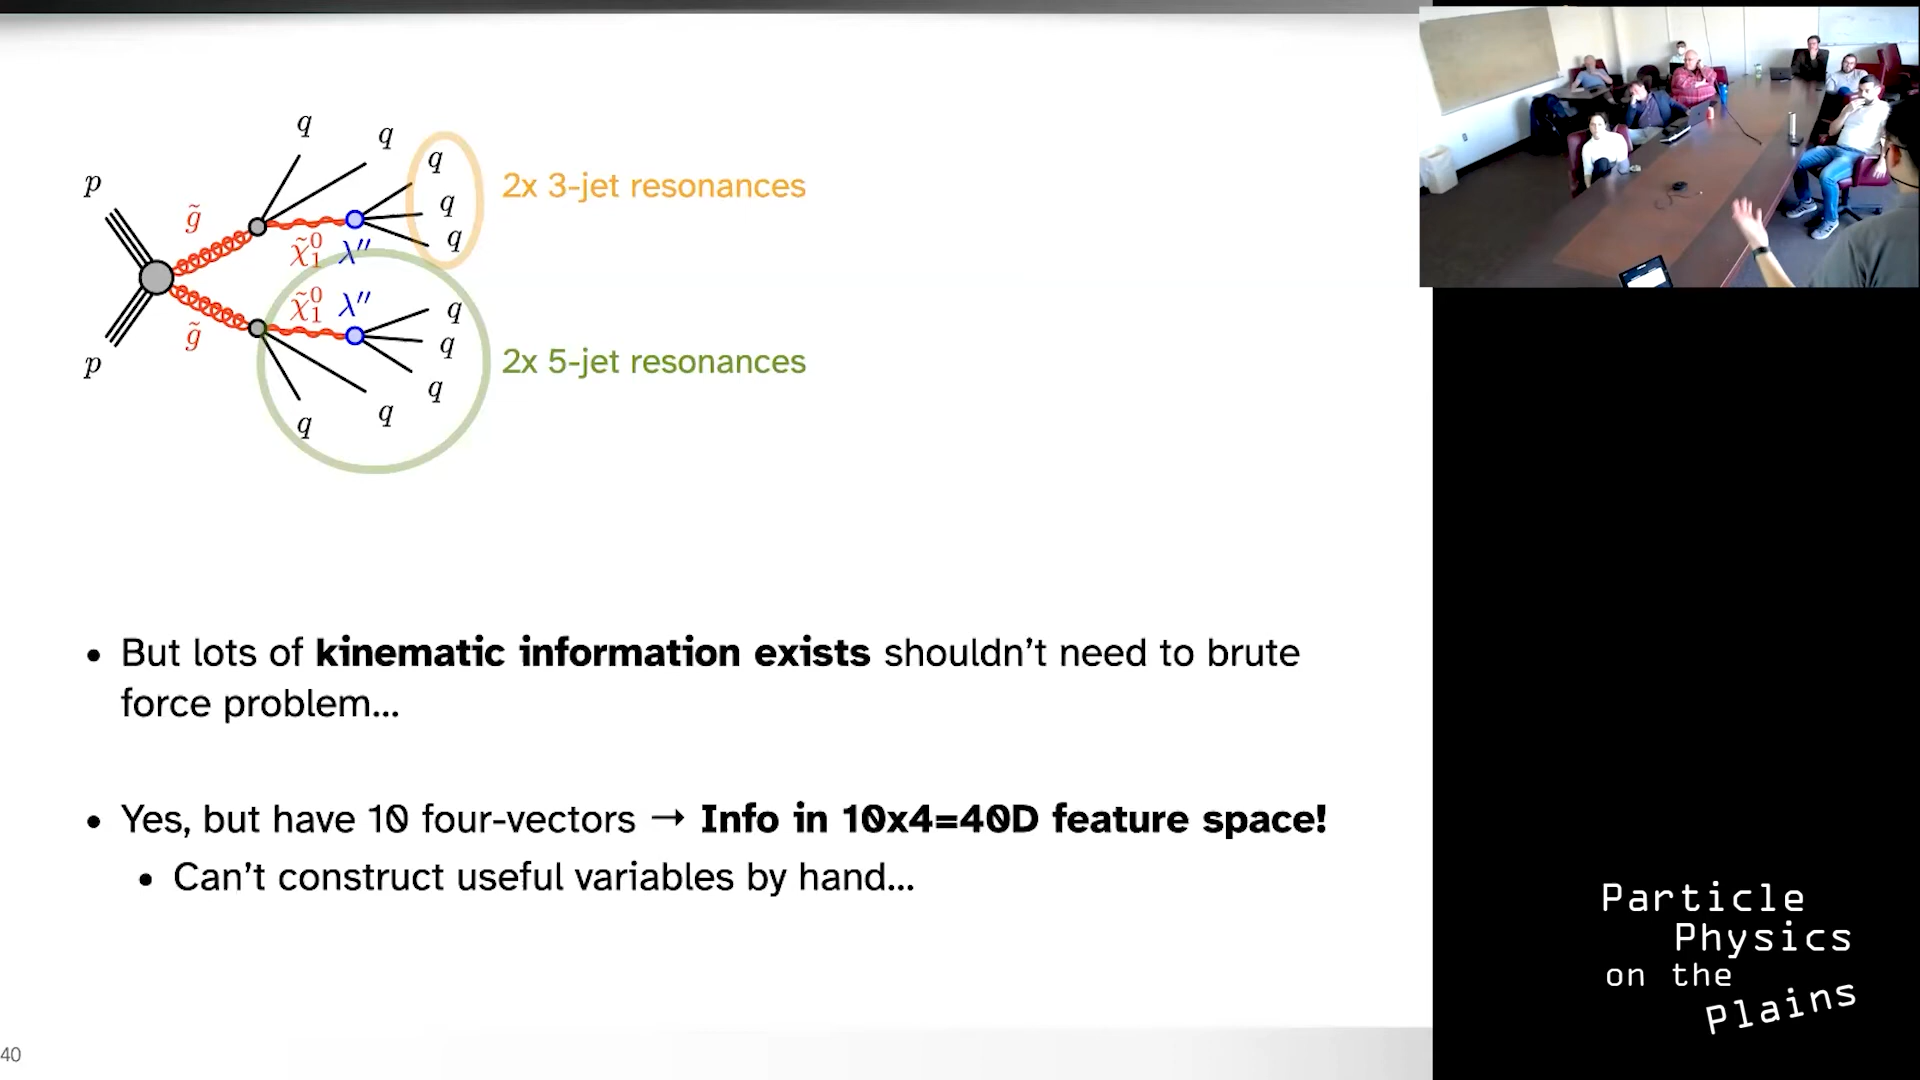 q
q
q
p
q
2x 3-jet resonances
g̃
q
q
χ̃₁⁰ λ′′
χ̃₁⁰ λ′′
q
g̃
q
2x 5-jet resonances
p
q
q
q
• But lots of kinematic information exists shouldn't need to brute
force problem...
• Yes, but have 10 four-vectors → Info in 10x4=40D feature space!
• Can't construct useful variables by hand...
40
Particle
Physics
on the
Plains